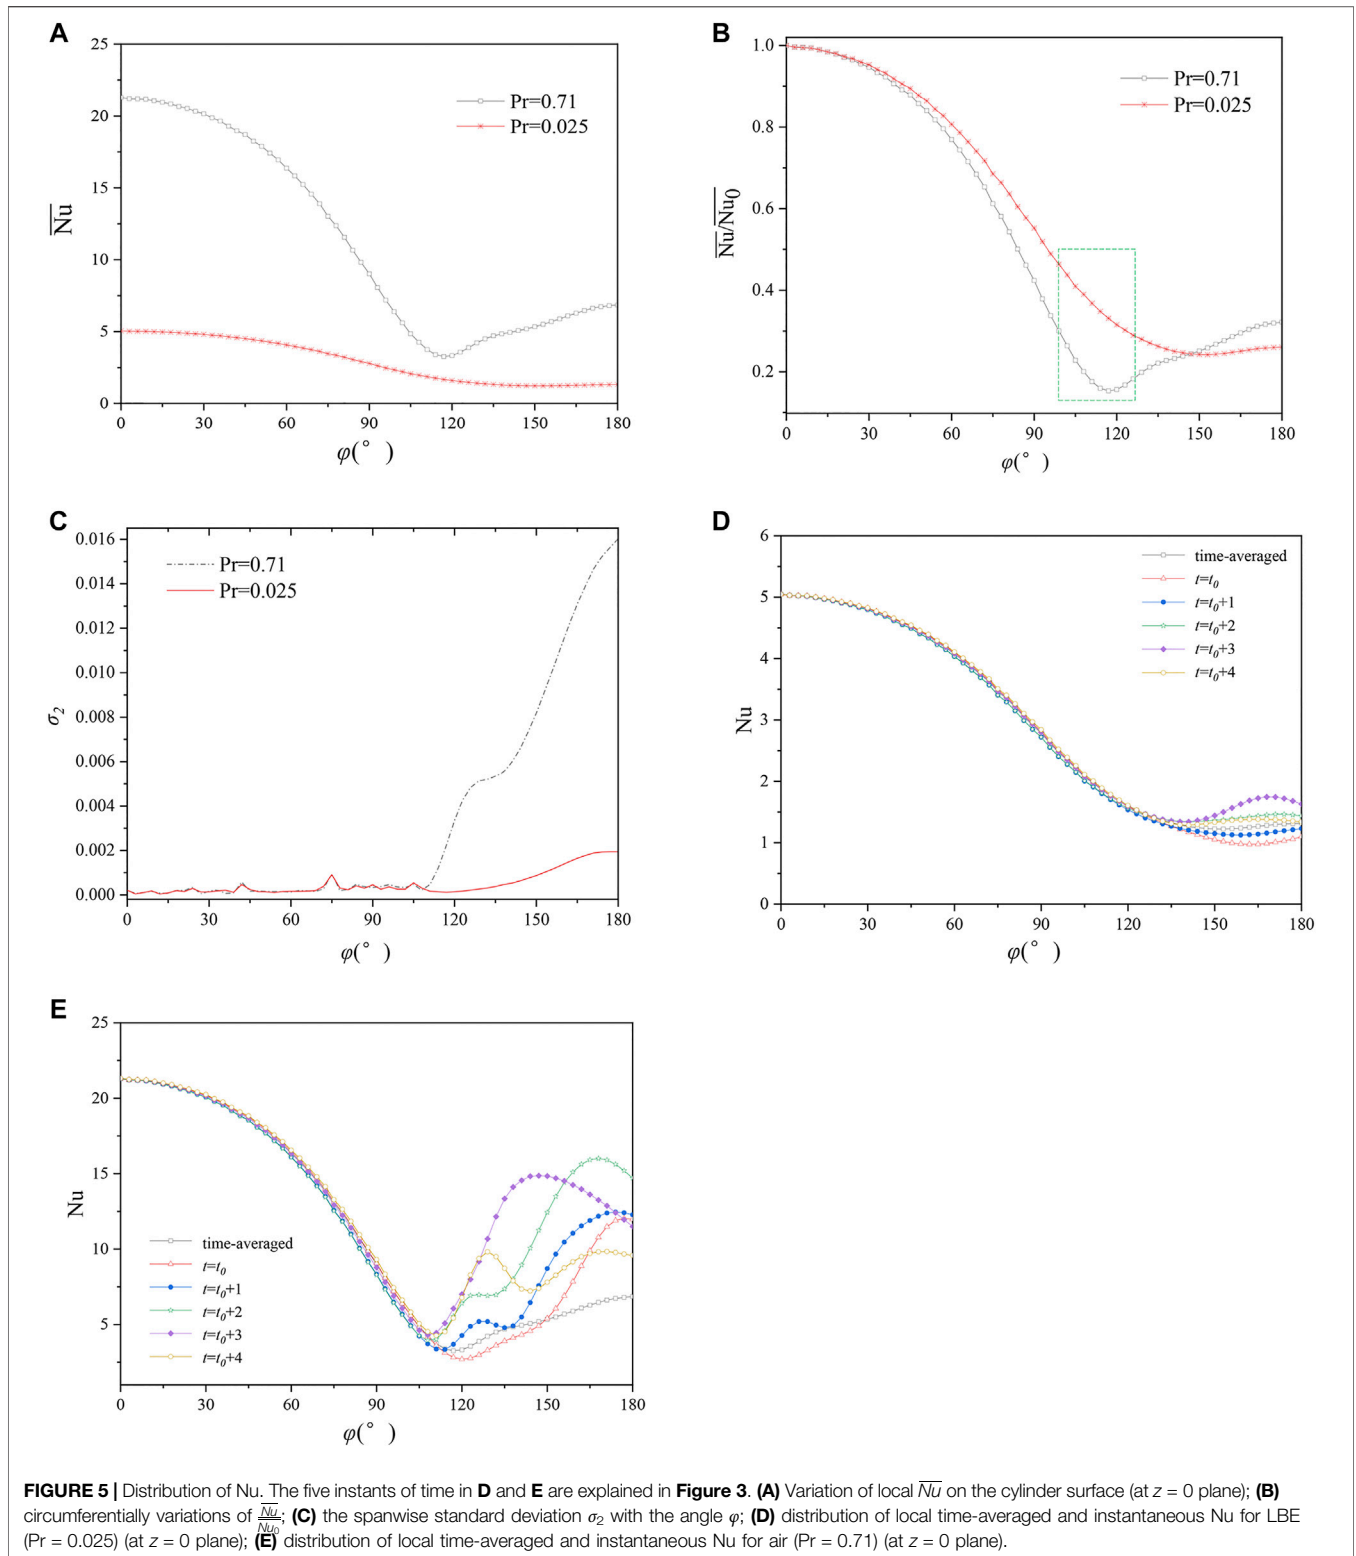 A
25
20
15
10
5
0
0 30 60 90 120 150 180
Nu
φ(° )
Pr=0.71
Pr=0.025
B
1.0
0.8
0.6
0.4
0.2
0 30 60 90 120 150 180
Nu/Nu0
φ(° )
Pr=0.71
Pr=0.025
C
0.016
0.014
0.012
0.010
0.008
0.006
0.004
0.002
0.000
0 30 60 90 120 150 180
σ2
φ(° )
Pr=0.71
Pr=0.025
D
6
5
4
3
2
1
0
0 30 60 90 120 150 180
Nu
φ(° )
time-averaged
t=t0
t=t0+1
t=t0+2
t=t0+3
t=t0+4
E
25
20
15
10
5
0 30 60 90 120 150 180
Nu
φ(° )
time-averaged
t=t0
t=t0+1
t=t0+2
t=t0+3
t=t0+4
FIGURE 5 | Distribution of Nu. The five instants of time in D and E are explained in Figure 3. (A) Variation of local N̅u̅ on the cylinder surface (at z = 0 plane); (B)
circumferentially variations of N̅u̅/N̅u̅0; (C) the spanwise standard deviation σ2 with the angle φ; (D) distribution of local time-averaged and instantaneous Nu for LBE
(Pr = 0.025) (at z = 0 plane); (E) distribution of local time-averaged and instantaneous Nu for air (Pr = 0.71) (at z = 0 plane).